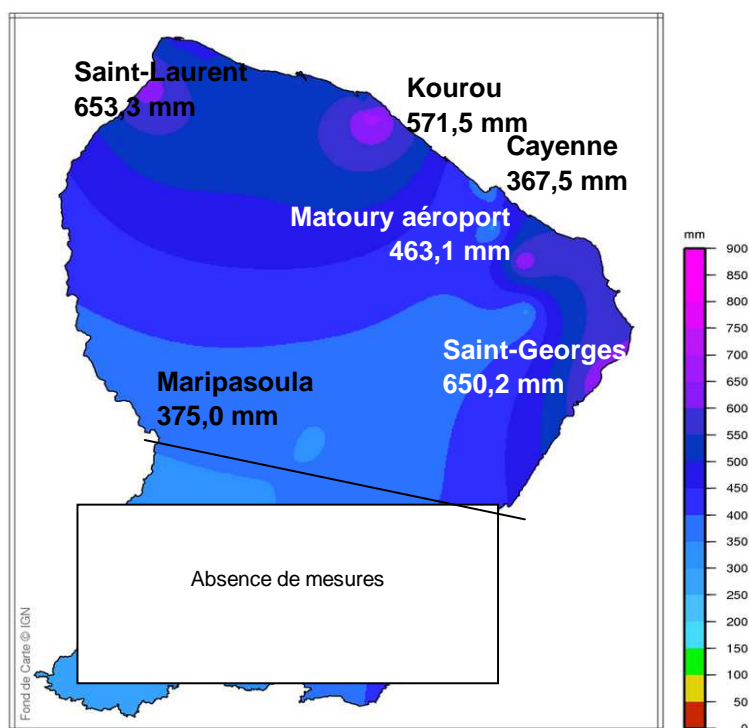 Saint-Laurent
653,3 mm
Kourou
571,5 mm
Cayenne
367,5 mm
Matoury aéroport
463,1 mm
Saint-Georges
650,2 mm
Maripasoula
375,0 mm
Absence de mesures
Fond de Carte © IGN
mm
900
850
800
750
700
650
600
550
500
450
400
350
300
250
200
150
100
50
0